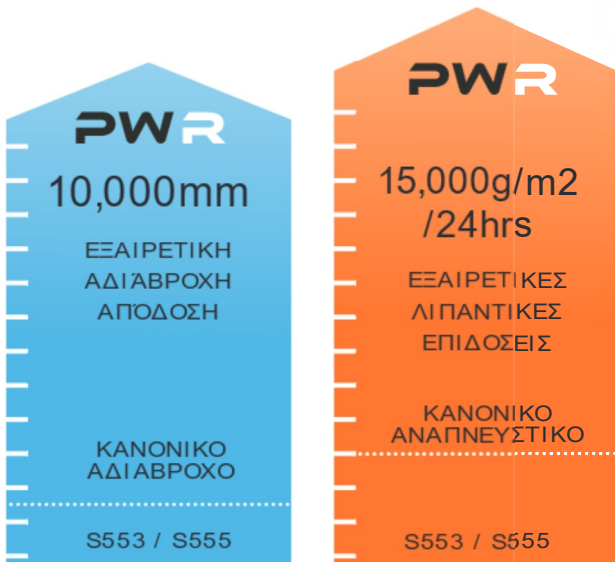 PWR
10,000mm
ΕΞΑΙΡΕΤΙΚΗ
ΑΔΙΆΒΡΟΧΗ
ΑΠΌΔΟΣΗ
ΚΑΝΟΝΙΚΟ
ΑΔΙΑΒΡΟΧΟ
S553 / S555
PWR
15,000g/m2
/24hrs
ΕΞΑΙΡΕΤΙΚΕΣ
ΛΙΠΑΝΤΙΚΕΣ
ΕΠΙΔΟΣΕΙΣ
ΚΑΝΟΝΙΚΟ
ΑΝΑΠΝΕΥΣΤΙΚΟ
S553 / S555